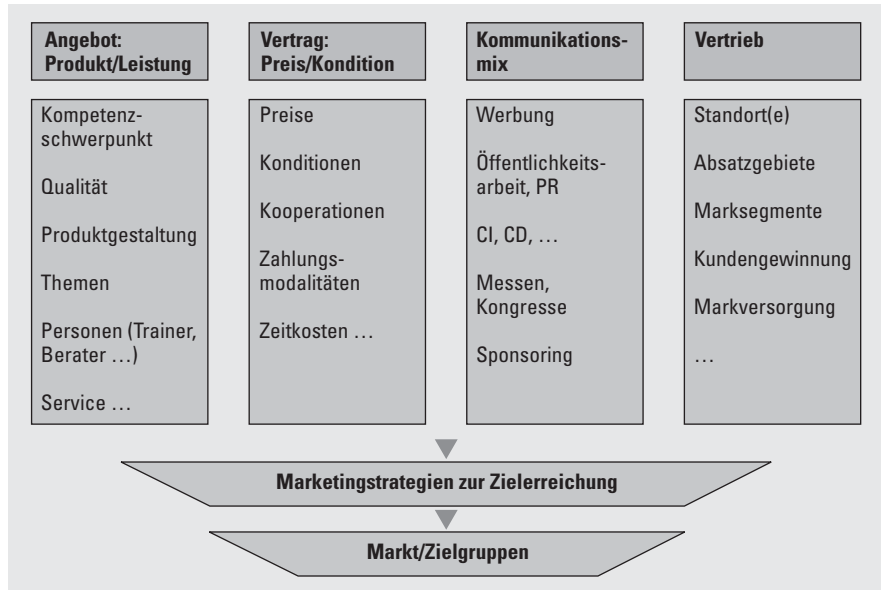 Angebot:
Produkt/Leistung
Kompetenz-
schwerpunkt
Qualität
Produktgestaltung
Themen
Personen (Trainer,
Berater …)
Service …
Vertrag:
Preis/Kondition
Preise
Konditionen
Kooperationen
Zahlungs-
modalitäten
Zeitkosten …
Kommunikations-
mix
Werbung
Öffentlichkeits-
arbeit, PR
CI, CD, …
Messen,
Kongresse
Sponsoring
Vertrieb
Standort(e)
Absatzgebiete
Marksegmente
Kundengewinnung
Markversorgung
…
Marketingstrategien zur Zielerreichung
Markt/Zielgruppen